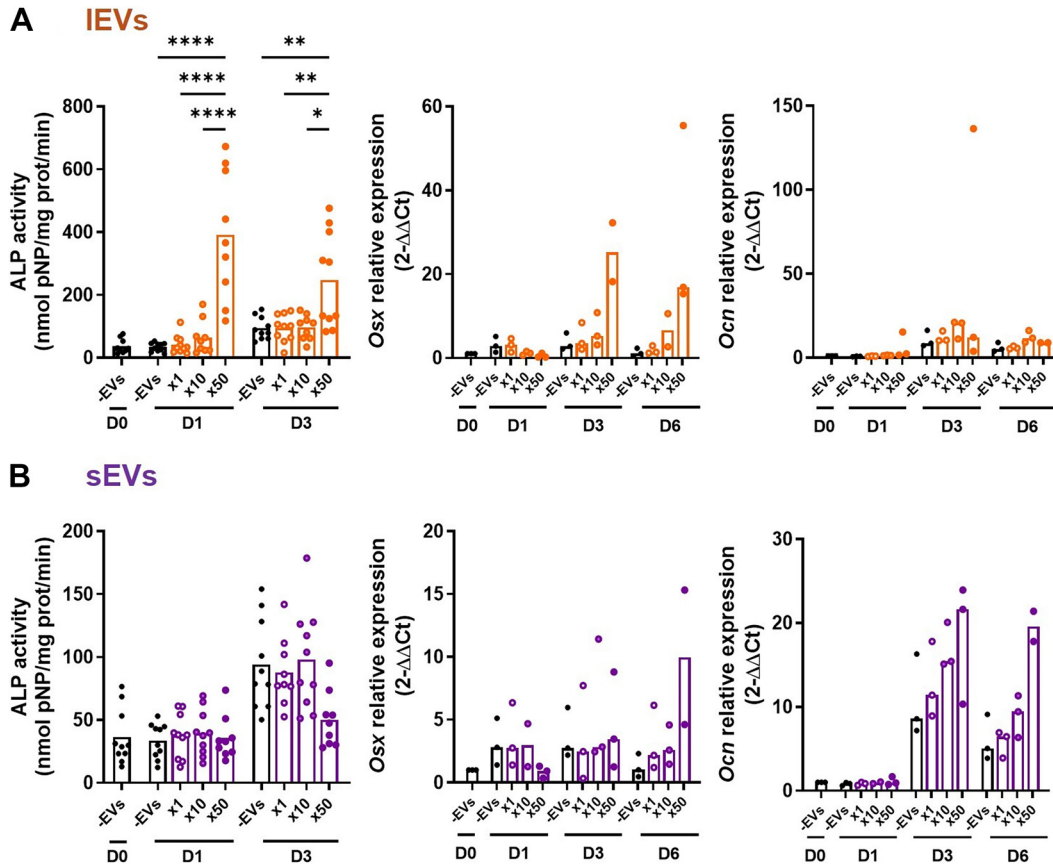 A lEVs
**** **
**** **
**** *
ALP activity
(nmol pNP/mg prot/min)
800
600
400
200
0
-EVs -EVs x1 x10 x50 -EVs x1 x10 x50
D0 D1 D3
Osx relative expression
(2-ΔΔCt)
60
40
20
0
-EVs -EVs x1 x10 x50 -EVs x1 x10 x50 -EVs x1 x10 x50
D0 D1 D3 D6
Ocn relative expression
(2-ΔΔCt)
150
100
50
0
-EVs -EVs x1 x10 x50 -EVs x1 x10 x50 -EVs x1 x10 x50
D0 D1 D3 D6
B sEVs
ALP activity
(nmol pNP/mg prot/min)
200
150
100
50
0
-EVs -EVs x1 x10 x50 -EVs x1 x10 x50
D0 D1 D3
Osx relative expression
(2-ΔΔCt)
20
15
10
5
0
-EVs -EVs x1 x10 x50 -EVs x1 x10 x50 -EVs x1 x10 x50
D0 D1 D3 D6
Ocn relative expression
(2-ΔΔCt)
30
20
10
0
-EVs -EVs x1 x10 x50 -EVs x1 x10 x50 -EVs x1 x10 x50
D0 D1 D3 D6